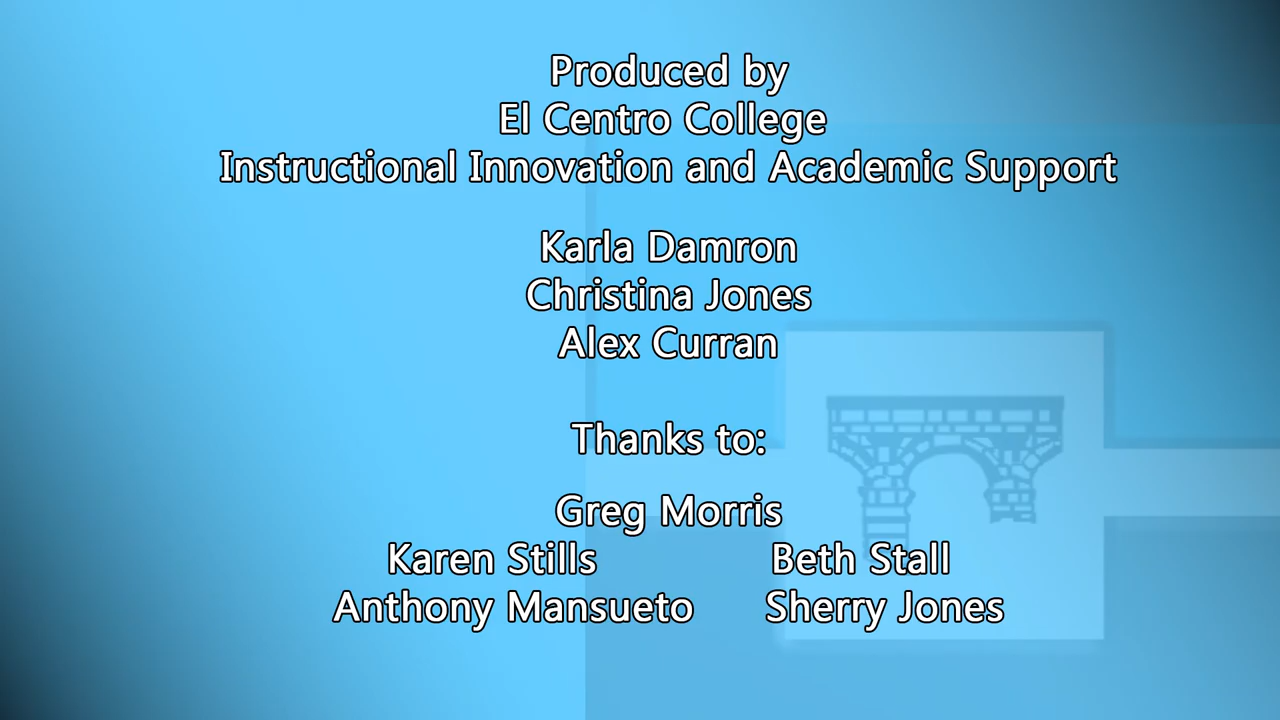 Produced by
El Centro College
Instructional Innovation and Academic Support
Karla Damron
Christina Jones
Alex Curran
Thanks to:
Greg Morris
Karen Stills Beth Stall
Anthony Mansueto Sherry Jones